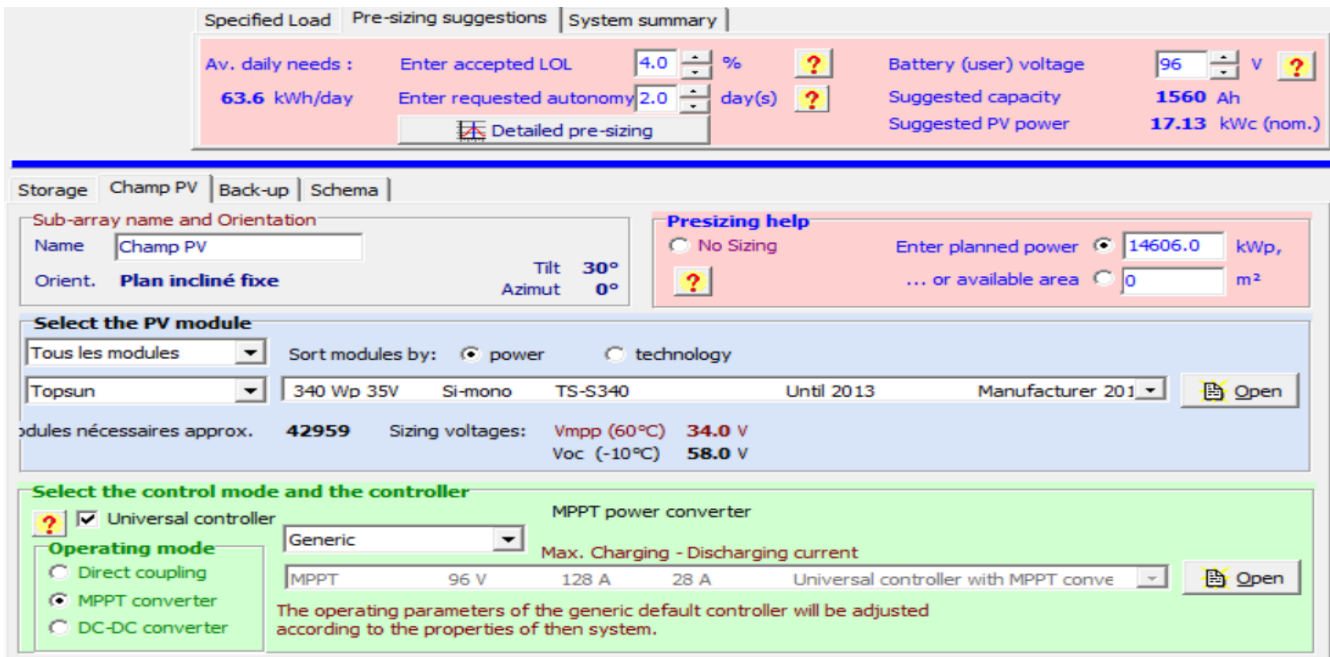 Specified Load Pre-sizing suggestions System summary
Av. daily needs : Enter accepted LOL 4.0 % ? Battery (user) voltage 96 V ?
63.6 kWh/day Enter requested autonomy 2.0 day(s) ? Suggested capacity 1560 Ah
Detailed pre-sizing Suggested PV power 17.13 kWc (nom.)
Storage Champ PV Back-up Schema
Sub-array name and Orientation
Name Champ PV
Orient. Plan incliné fixe Tilt 30°
Azimut 0°
Presizing help
No Sizing Enter planned power 14606.0 kWp,
? ... or available area 0 m²
Select the PV module
Tous les modules Sort modules by: power technology
Topsun 340 Wp 35V Si-mono TS-S340 Until 2013 Manufacturer 201 Open
odules nécessaires approx. 42959 Sizing voltages: Vmpp (60°C) 34.0 V
Voc (-10°C) 58.0 V
Select the control mode and the controller
? Universal controller MPPT power converter
Generic
Operating mode Max. Charging - Discharging current
Direct coupling MPPT 96 V 128 A 28 A Universal controller with MPPT conve Open
MPPT converter The operating parameters of the generic default controller will be adjusted
DC-DC converter according to the properties of then system.